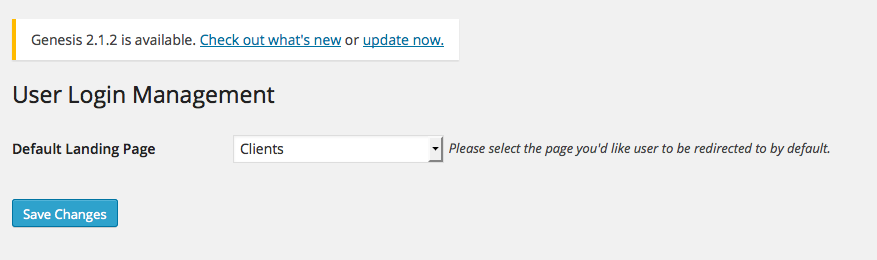 Genesis 2.1.2 is available. Check out what's new or update now.
User Login Management
Default Landing Page Clients Please select the page you'd like user to be redirected to by default.
Save Changes